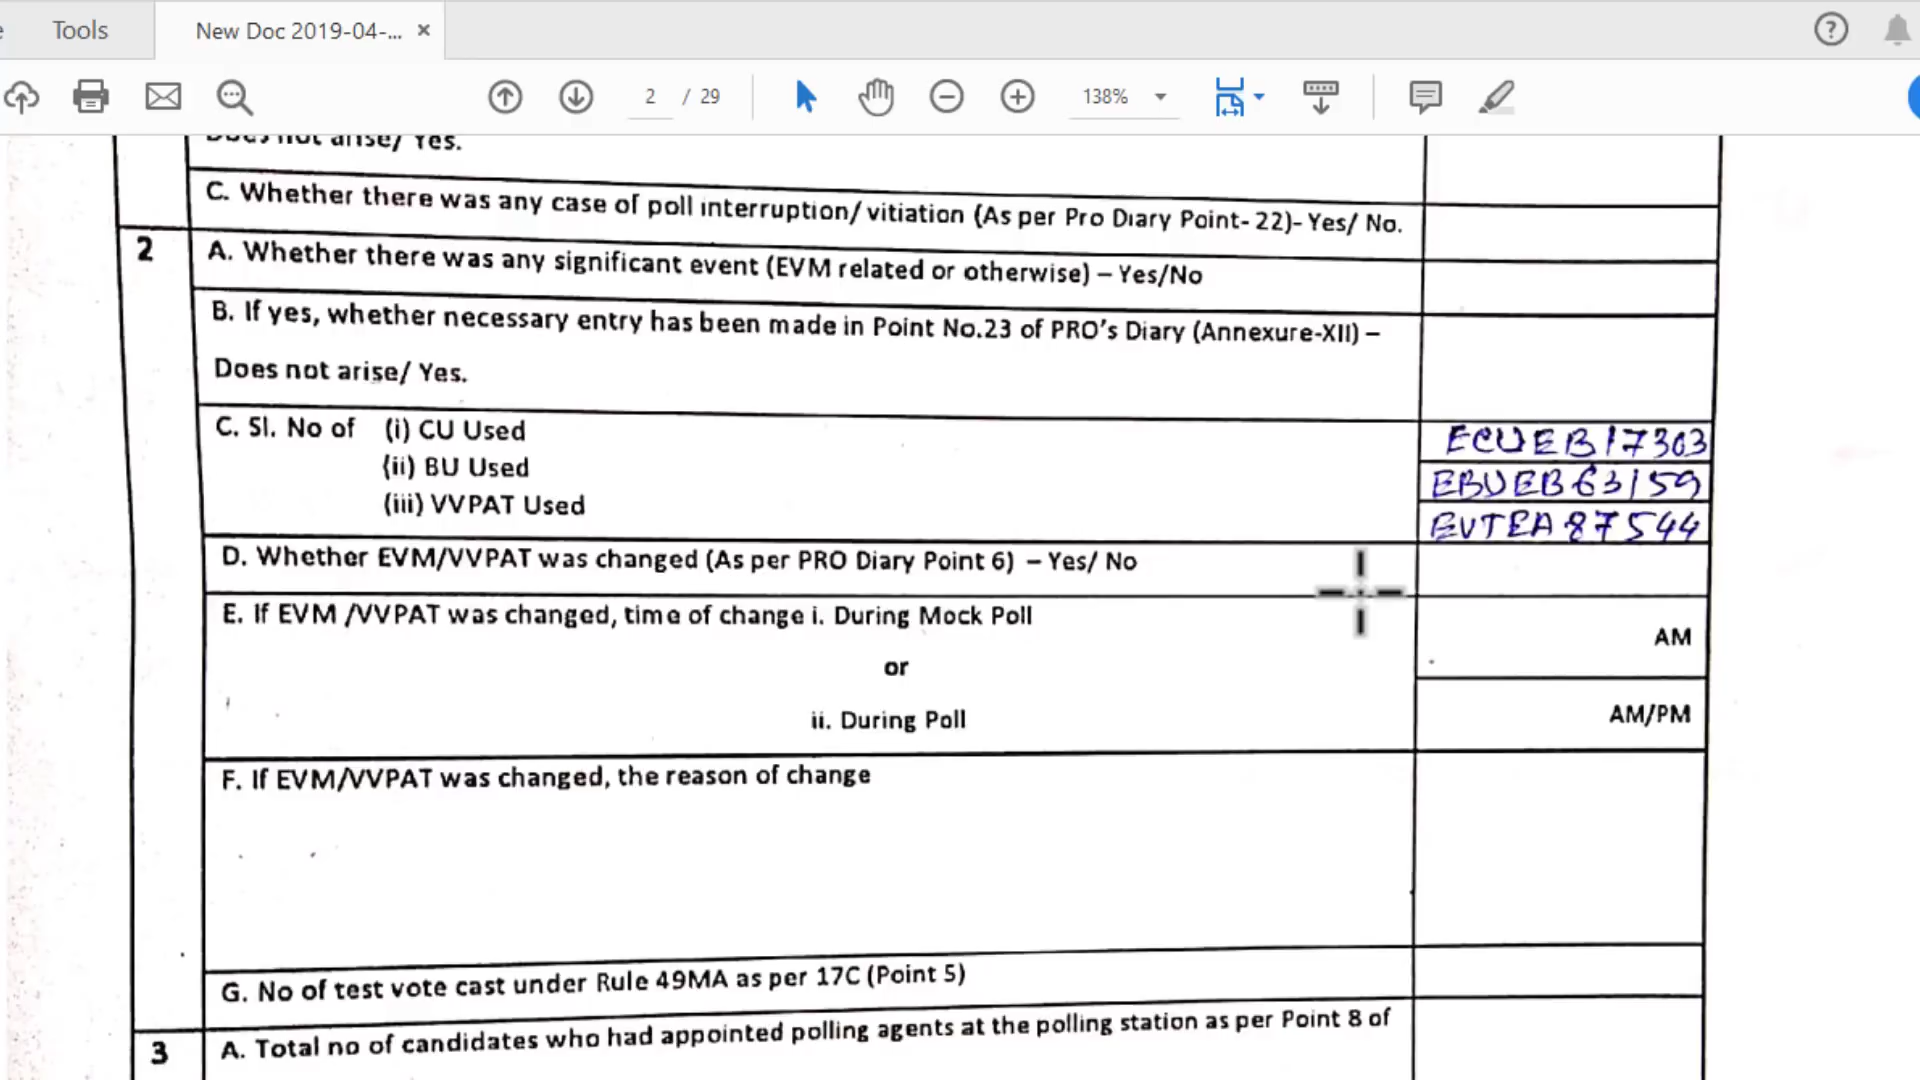 Tools
New Doc 2019-04-...
2 / 29
138%
Does not arise/ Yes.
C. Whether there was any case of poll interruption/ vitiation (As per Pro Diary Point- 22)- Yes/ No.
2
A. Whether there was any significant event (EVM related or otherwise) – Yes/No
B. If yes, whether necessary entry has been made in Point No.23 of PRO's Diary (Annexure-XII) –
Does not arise/ Yes.
C. Sl. No of (i) CU Used
ECUEB17303
(ii) BU Used
EBUEB63159
(iii) VVPAT Used
EVTEA87544
D. Whether EVM/VVPAT was changed (As per PRO Diary Point 6) – Yes/ No
E. If EVM /VVPAT was changed, time of change i. During Mock Poll
AM
or
ii. During Poll
AM/PM
F. If EVM/VVPAT was changed, the reason of change
G. No of test vote cast under Rule 49MA as per 17C (Point 5)
3
A. Total no of candidates who had appointed polling agents at the polling station as per Point 8 of